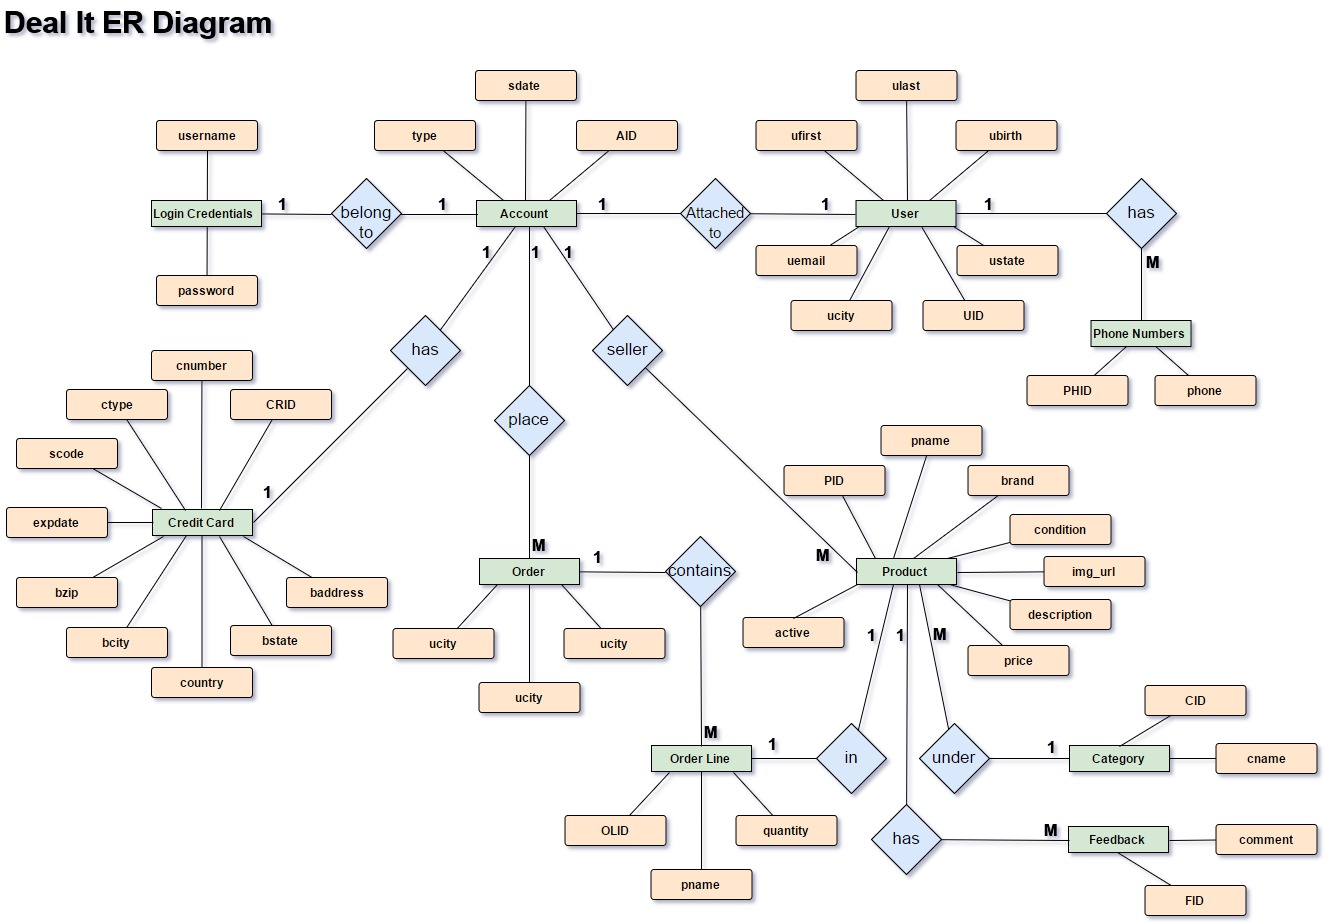 Deal It ER Diagram
sdate
ulast
username
type
AID
ufirst
ubirth
Login Credentials
1
belong
to
1
Account
1
Attached
to
1
User
1
has
1
1
1
uemail
ustate
M
password
ucity
UID
Phone Numbers
has
seller
cnumber
PHID
phone
ctype
CRID
place
pname
scode
PID
brand
1
expdate
Credit Card
condition
M
1
M
Order
contains
Product
img_url
bzip
baddress
description
active
1
1
M
bcity
bstate
ucity
ucity
price
country
ucity
CID
M
1
Order Line
in
under
1
Category
cname
OLID
quantity
has
M
Feedback
comment
pname
FID